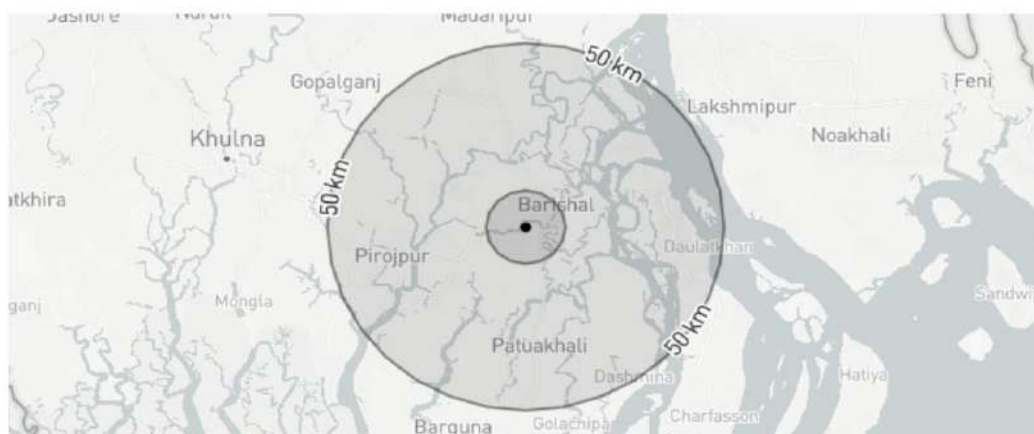 Jashore
Madaripur
50 km
Gopalganj
Feni
Lakshmipur
Noakhali
Khulna
50 km
atkhira
Barishal
Daulatkhan
Pirojpur
Mongla
ganj
Sandwi
50 km
Patuakhali
Dashmina
Hatiya
Charfasson
Barguna
Golachipa